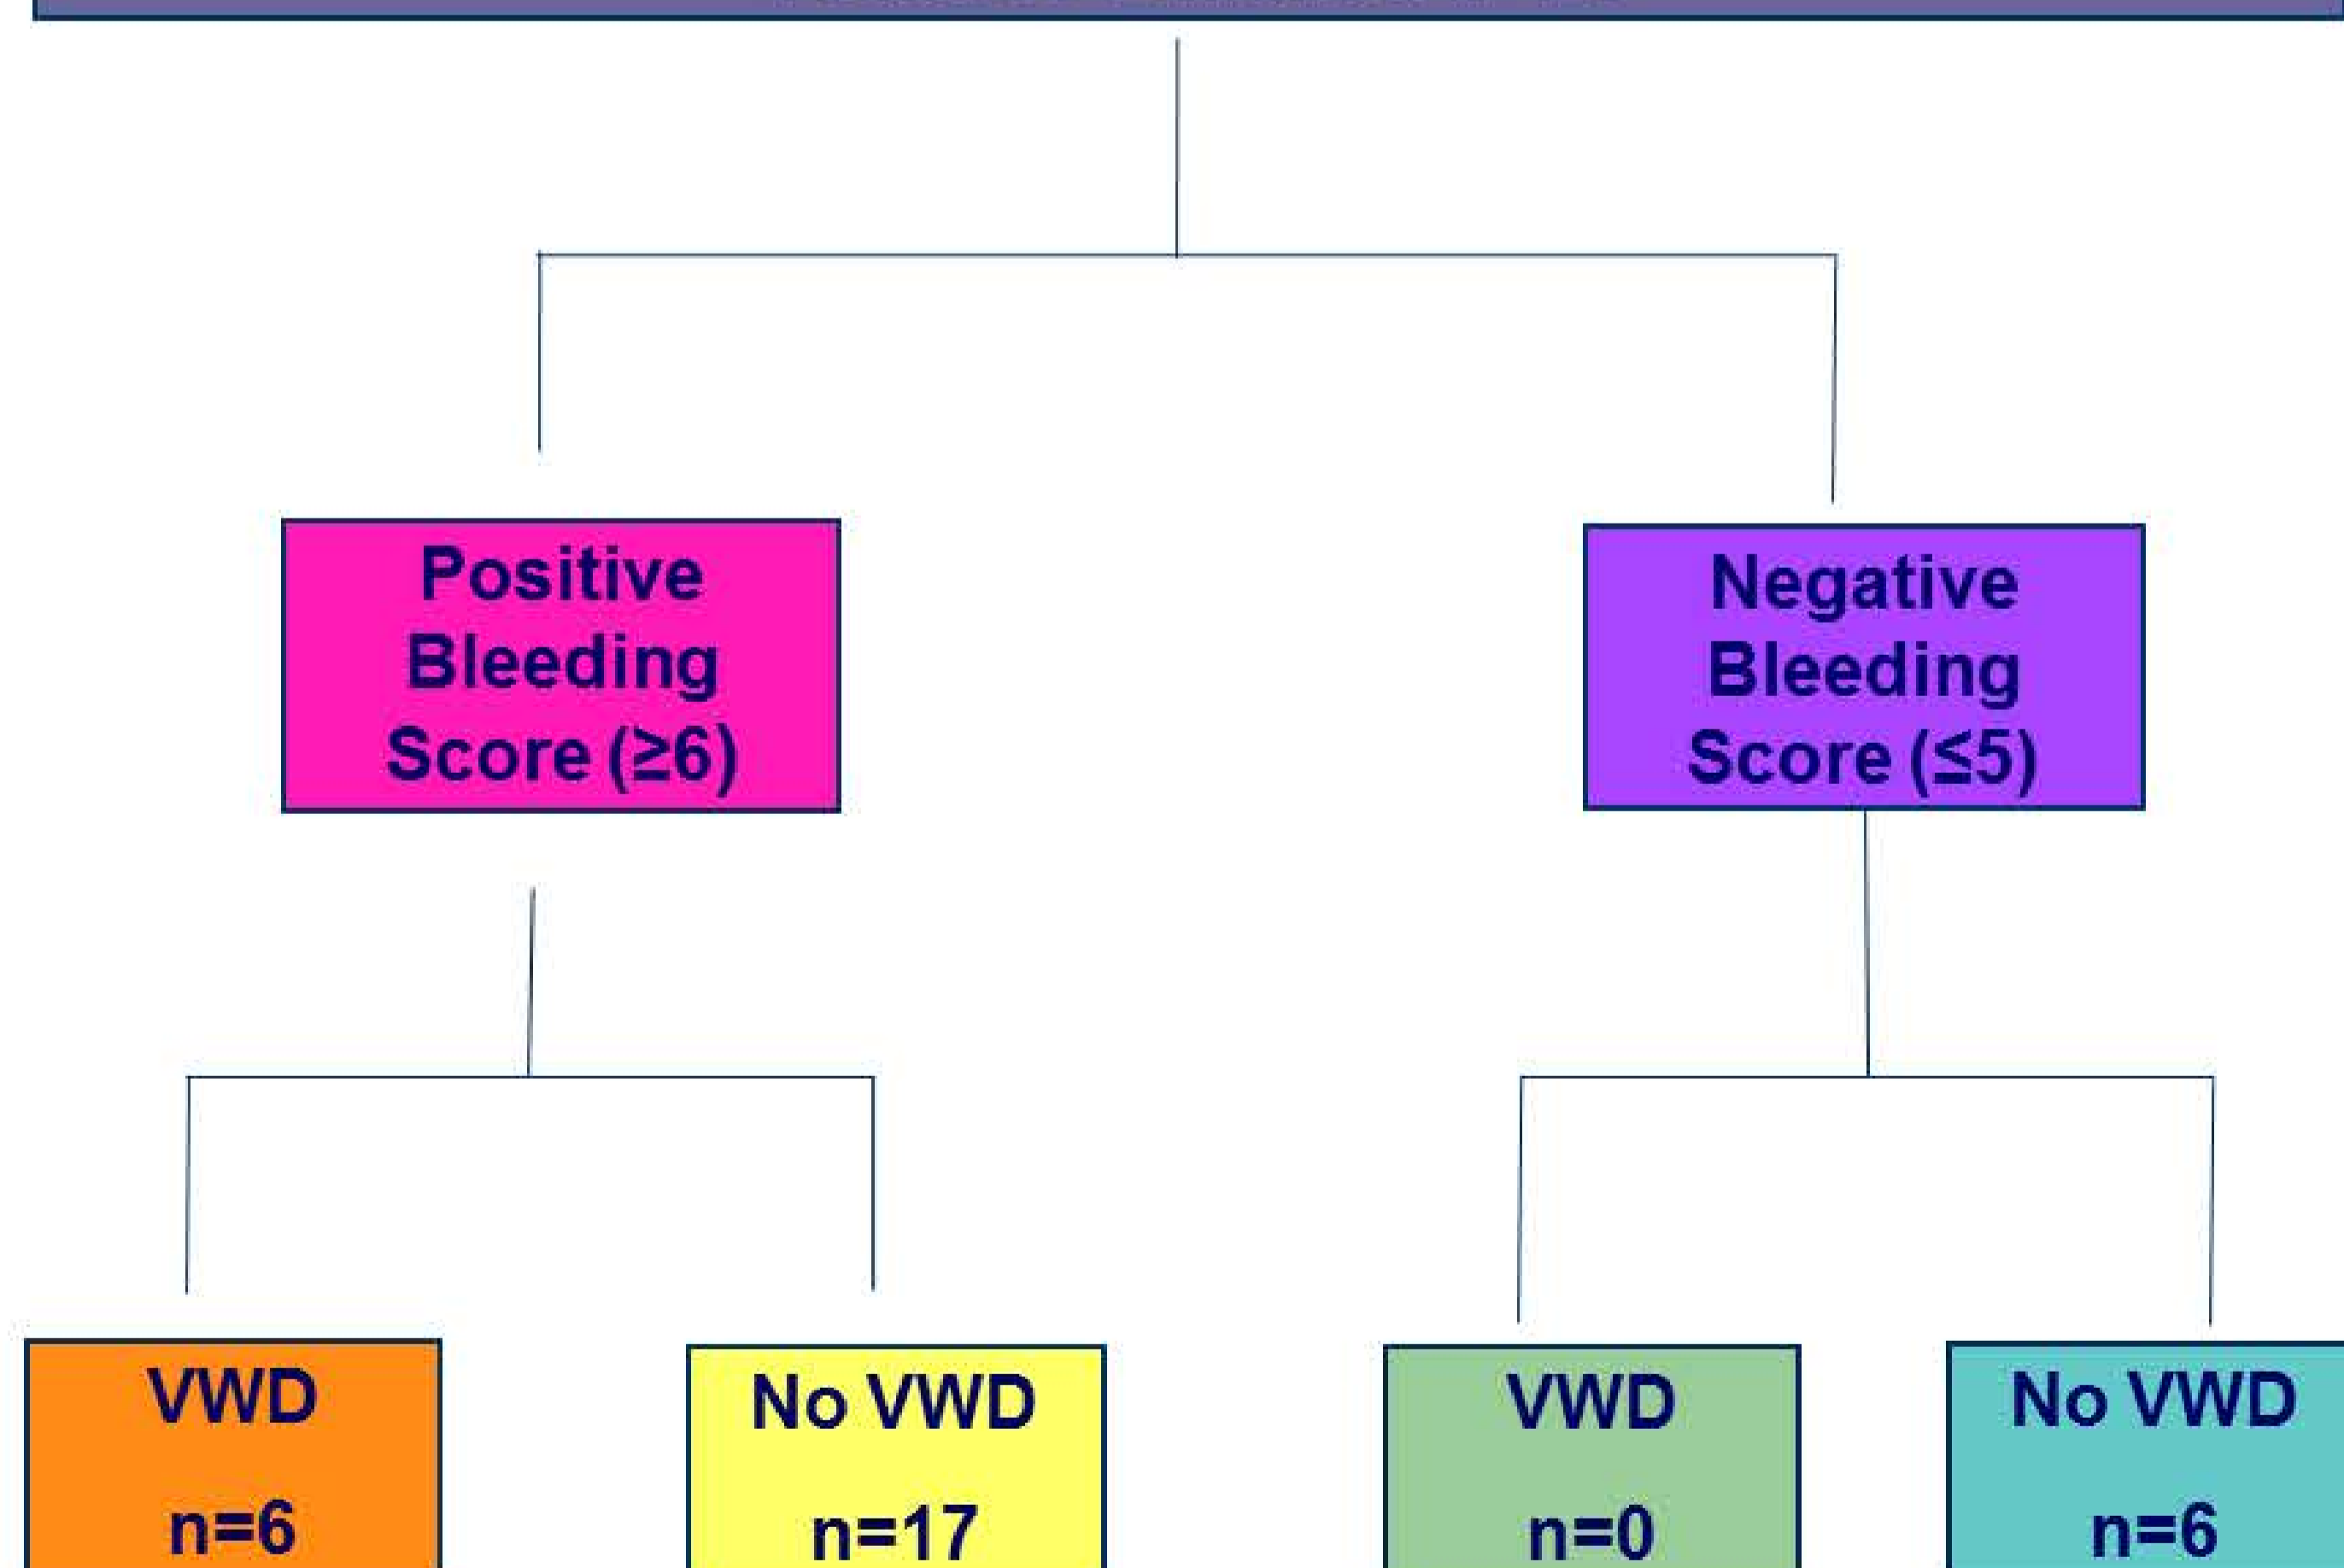 Positive
Bleeding
Score (≥6)
Negative
Bleeding
Score (≤5)
VWD
n=6
No VWD
n=17
VWD
n=0
No VWD
n=6